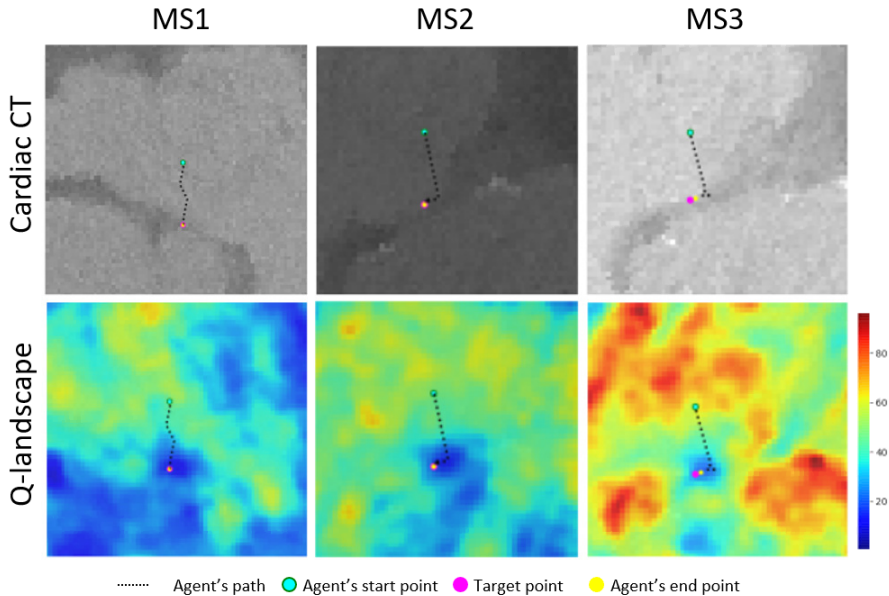 MS1 MS2 MS3
Cardiac CT
Q-landscape
80
60
40
20
Agent's path Agent's start point Target point Agent's end point